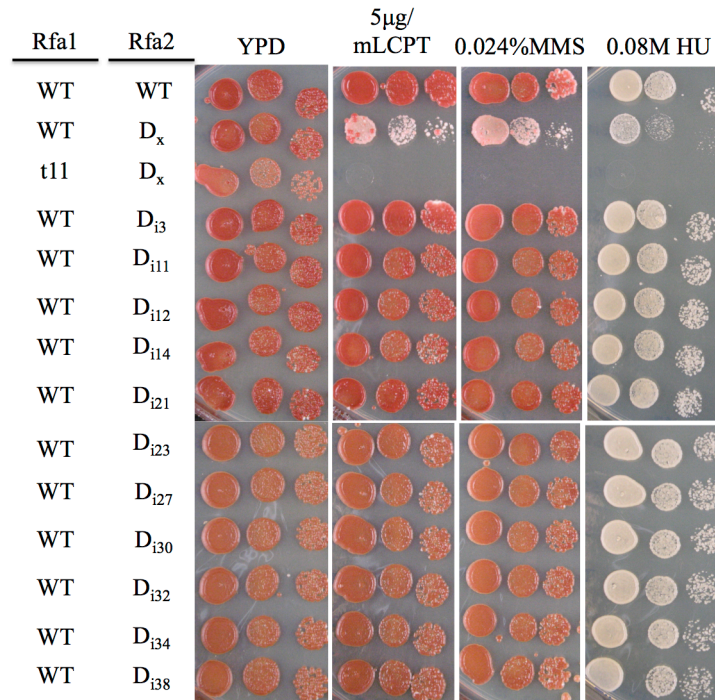 5μg/
Rfa1 Rfa2 YPD mLCPT 0.024%MMS 0.08M HU
WT WT
WT Dx
t11 Dx
WT Di3
WT Di11
WT Di12
WT Di14
WT Di21
WT Di23
WT Di27
WT Di30
WT Di32
WT Di34
WT Di38